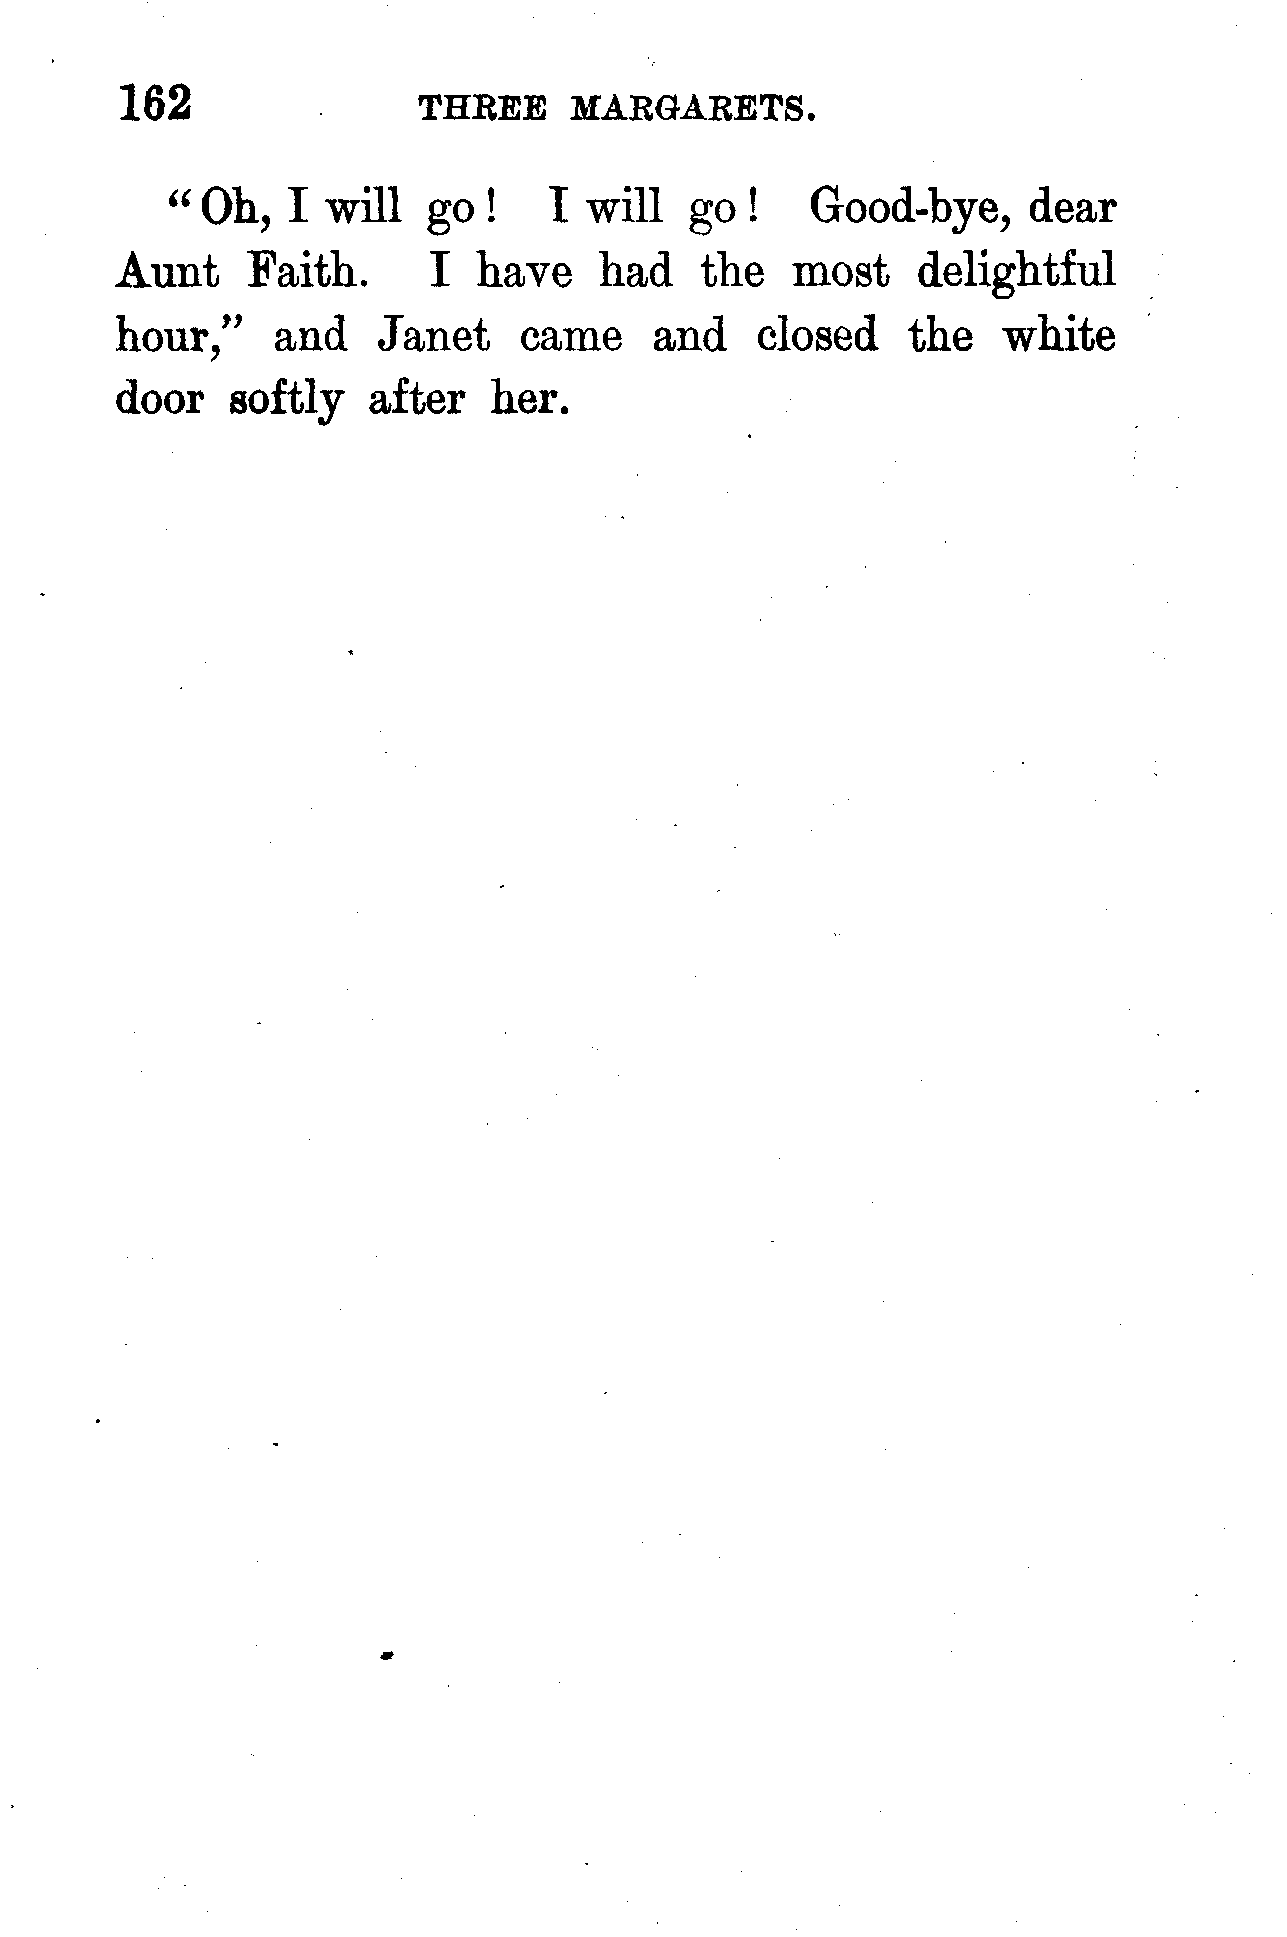 162 THREE MARGARETS.
"Oh, I will go! I will go! Good-bye, dear
Aunt Faith. I have had the most delightful
hour," and Janet came and closed the white
door softly after her.